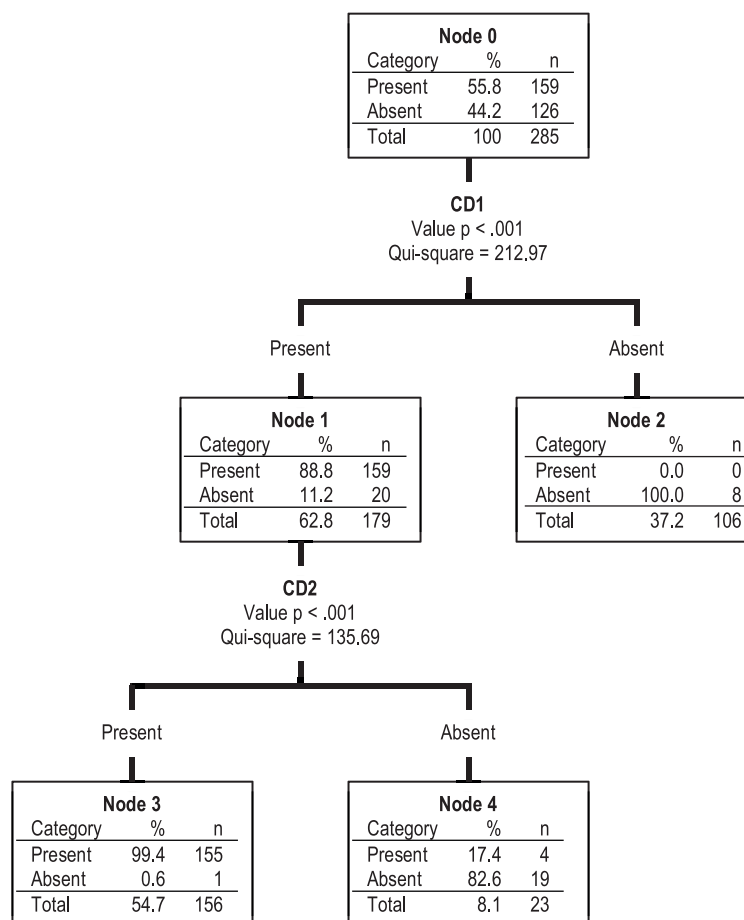 Node 0
Category % n
Present 55.8 159
Absent 44.2 126
Total 100 285
CD1
Value p < .001
Qui-square = 212.97
Present
Absent
Node 1
Category % n
Present 88.8 159
Absent 11.2 20
Total 62.8 179
Node 2
Category % n
Present 0.0 0
Absent 100.0 8
Total 37.2 106
CD2
Value p < .001
Qui-square = 135.69
Present
Absent
Node 3
Category % n
Present 99.4 155
Absent 0.6 1
Total 54.7 156
Node 4
Category % n
Present 17.4 4
Absent 82.6 19
Total 8.1 23